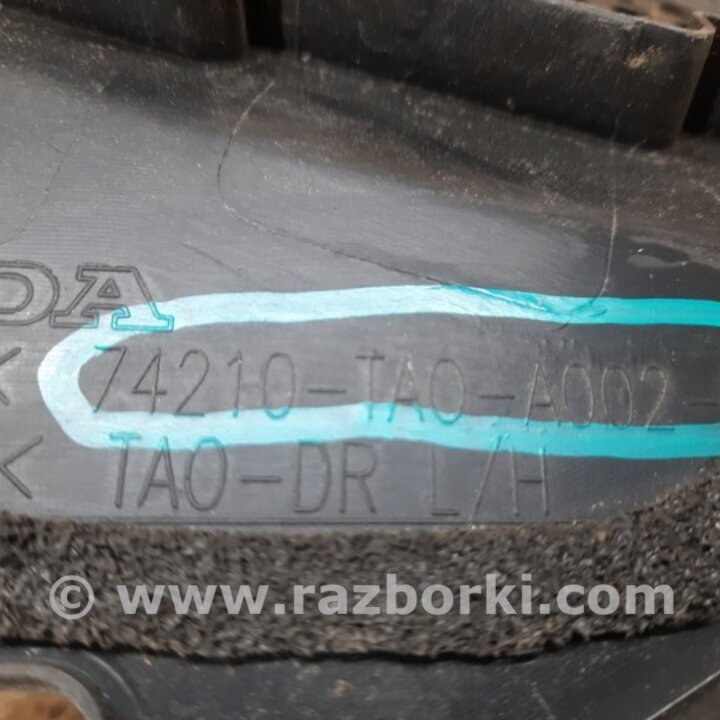 DA
< 74210-TA0-A002-
< TA0-DR L/H
© www.razborki.com